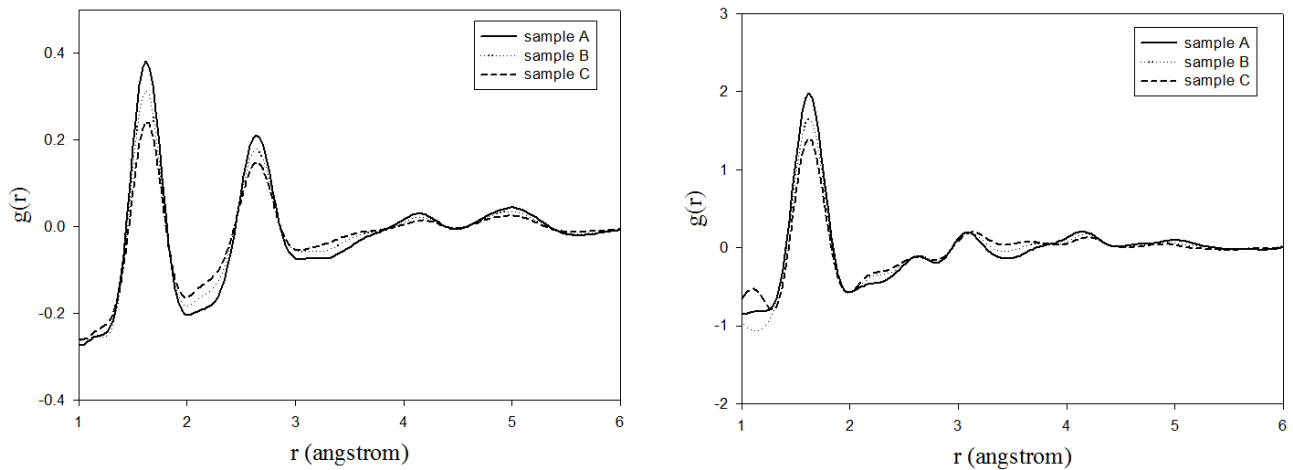 0.4
0.2
0.0
-0.2
-0.4
g(r)
sample A
sample B
sample C
1 2 3 4 5 6
r (angstrom)
3
2
1
0
-1
-2
g(r)
sample A
sample B
sample C
1 2 3 4 5 6
r (angstrom)